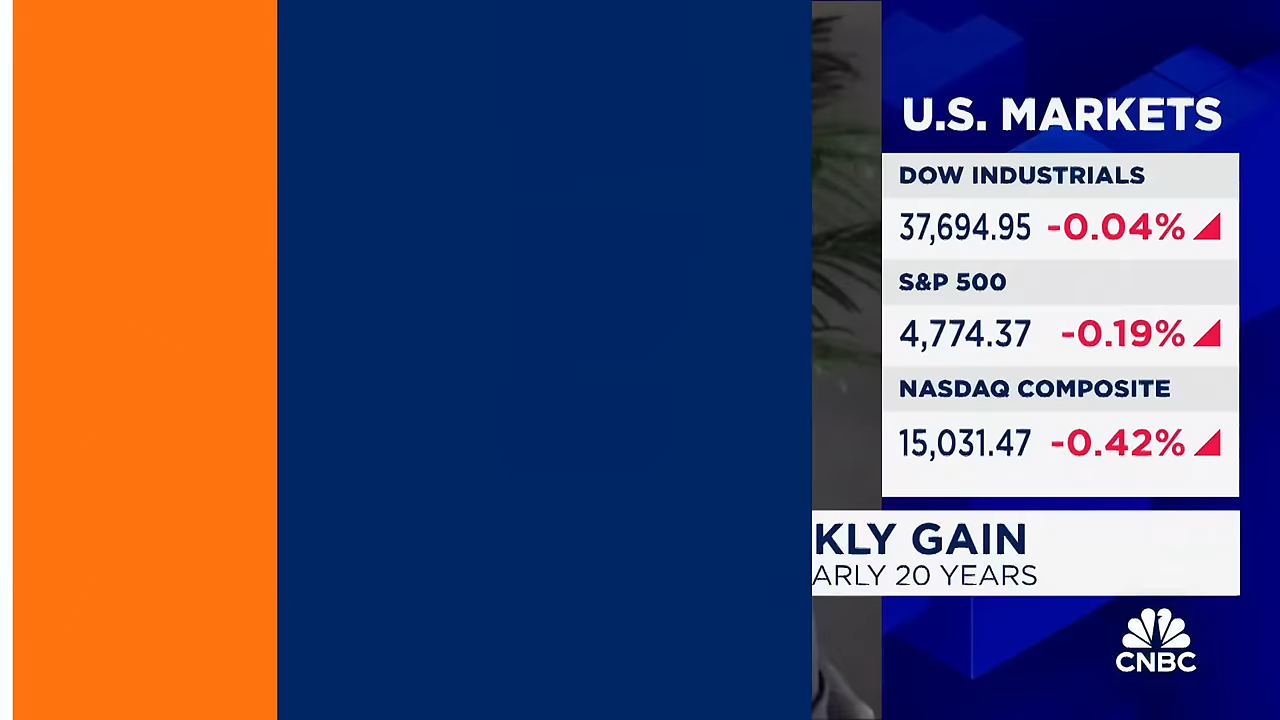 U.S. MARKETS
DOW INDUSTRIALS
37,694.95 -0.04%
S&P 500
4,774.37 -0.19%
NASDAQ COMPOSITE
15,031.47 -0.42%
KLY GAIN
ARLY 20 YEARS
CNBC